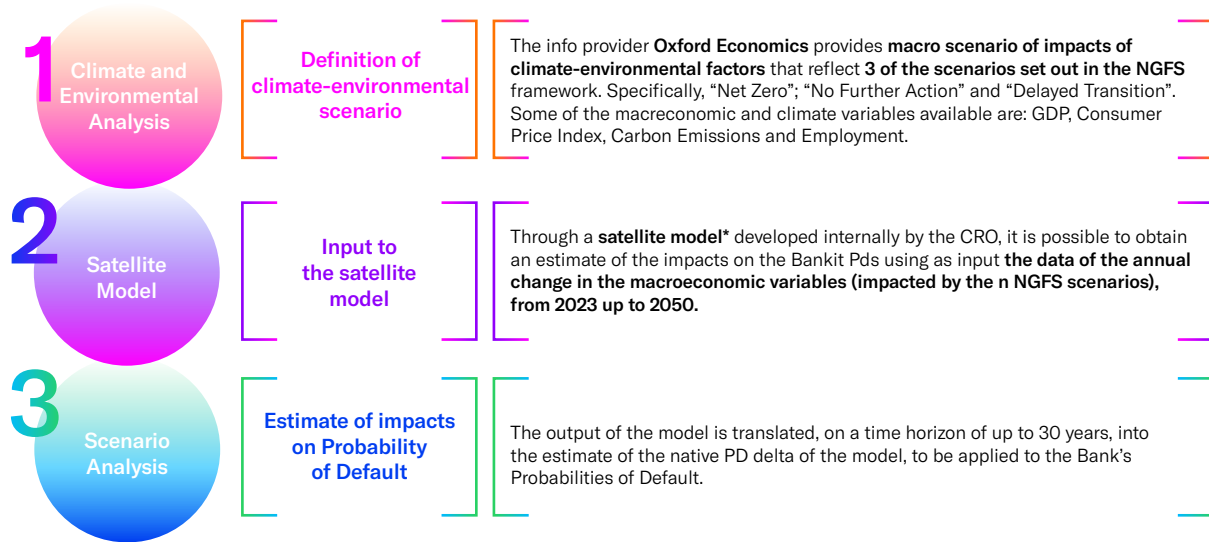 1
Climate and
Environmental
Analysis
Definition of
climate-environmental
scenario
The info provider Oxford Economics provides macro scenario of impacts of
climate-environmental factors that reflect 3 of the scenarios set out in the NGFS
framework. Specifically, “Net Zero”; “No Further Action” and “Delayed Transition”.
Some of the macreconomic and climate variables available are: GDP, Consumer
Price Index, Carbon Emissions and Employment.
2
Satellite
Model
Input to
the satellite
model
Through a satellite model* developed internally by the CRO, it is possible to obtain
an estimate of the impacts on the Bankit Pds using as input the data of the annual
change in the macroeconomic variables (impacted by the n NGFS scenarios),
from 2023 up to 2050.
3
Scenario
Analysis
Estimate of impacts
on Probability
of Default
The output of the model is translated, on a time horizon of up to 30 years, into
the estimate of the native PD delta of the model, to be applied to the Bank’s
Probabilities of Default.